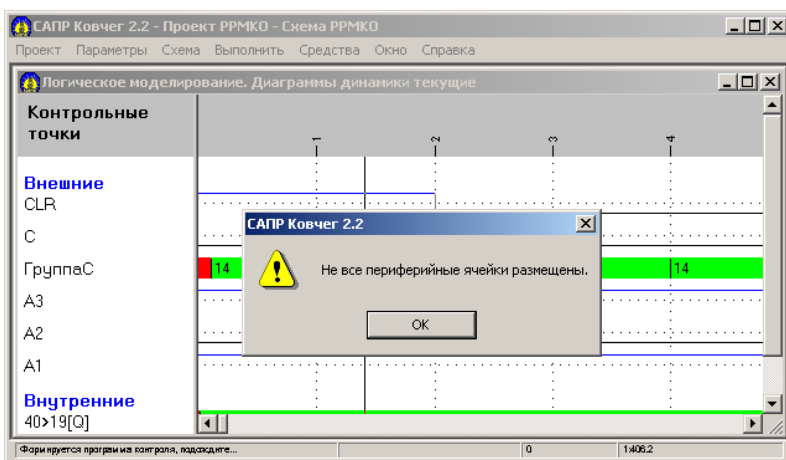 САПР Ковчег 2.2 - Проект РРМКО - Схема РРМКО
Проект Параметры Схема Выполнить Средства Окно Справка
Логическое моделирование. Диаграммы динамики текущие
Контрольные
точки
1 2 3 4
Внешние
CLR
САПР Ковчег 2.2
C
Не все периферийные ячейки размещены.
ГруппаС 14 14
A3
OK
A2
A1
Внутренние
40>19[Q]
Формируется программа контроля, подождите... 0 1:406.2